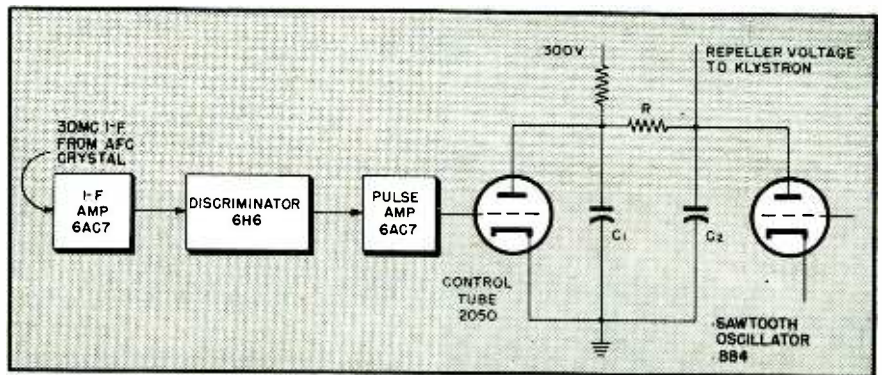 300V
REPELLER VOLTAGE
TO KLYSTRON
R
30MC I-F
FROM AFC
CRYSTAL
I-F
AMP
6AC7
DISCRIMINATOR
6H6
PULSE
AMP
6AC7
C1
C2
CONTROL
TUBE
2050
SAWTOOTH
OSCILLATOR
884